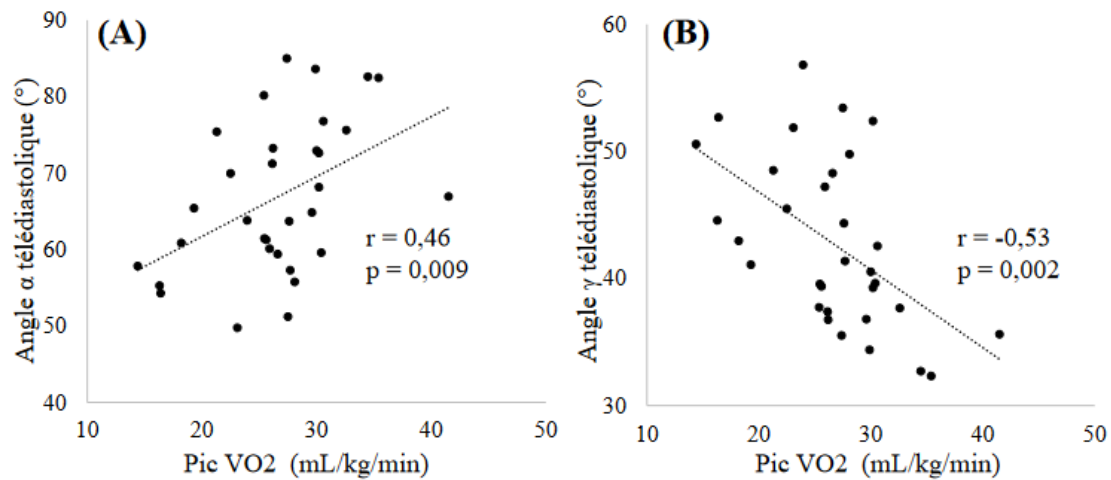 (A)
Angle α télédiastolique (°)
90
80
70
60
50
40
r = 0,46
p = 0,009
10 20 30 40 50
Pic VO2 (mL/kg/min)
(B)
Angle γ télédiastolique (°)
60
50
40
30
r = -0,53
p = 0,002
10 20 30 40 50
Pic VO2 (mL/kg/min)